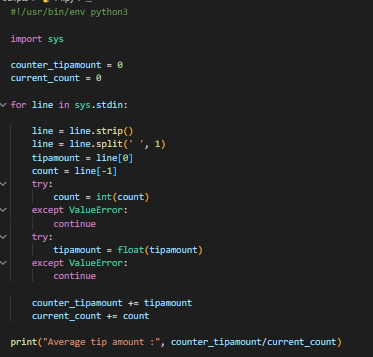 #!/usr/bin/env python3
import sys
counter_tipamount = 0
current_count = 0
for line in sys.stdin:
line = line.strip()
line = line.split(' ', 1)
tipamount = line[0]
count = line[-1]
try:
count = int(count)
except ValueError:
continue
try:
tipamount = float(tipamount)
except ValueError:
continue
counter_tipamount += tipamount
current_count += count
print("Average tip amount :", counter_tipamount/current_count)